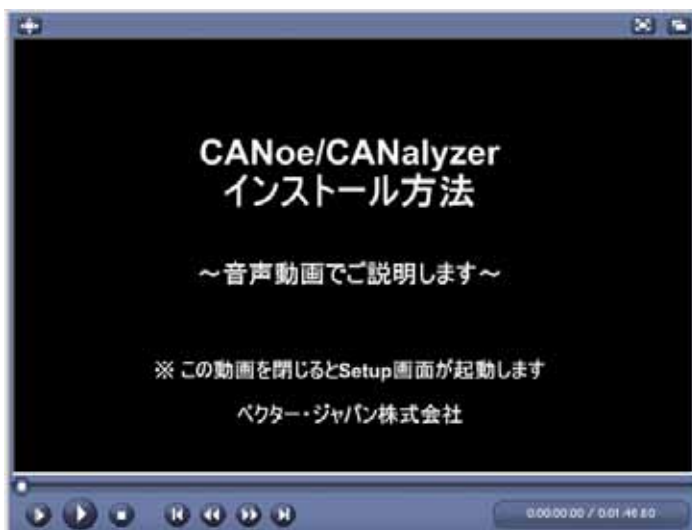 CANoe/CANalyzer
インストール方法
～音声動画でご説明します～
※ この動画を閉じるとSetup画面が起動します
ベクター・ジャパン株式会社
0:00:00.00 / 0:01:46.80